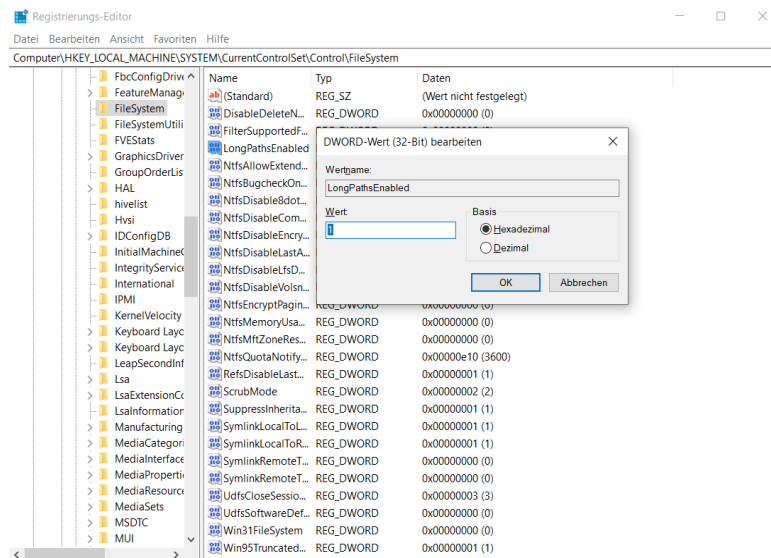 Registrierungs-Editor
Datei Bearbeiten Ansicht Favoriten Hilfe
Computer\HKEY_LOCAL_MACHINE\SYSTEM\CurrentControlSet\Control\FileSystem
FbcConfigDrive
FeatureManag
FileSystem
FileSystemUtili
FVEStats
GraphicsDriver
GroupOrderLis
HAL
hivelist
Hvsi
IDConfigDB
InitialMachineC
IntegrityService
International
IPMI
KernelVelocity
Keyboard Layc
Keyboard Layc
LeapSecondInf
Lsa
LsaExtensionCo
LsaInformation
Manufacturing
MediaCategori
MediaInterface
MediaProperti
MediaResource
MediaSets
MSDTC
MUI
Name Typ Daten
(Standard) REG_SZ (Wert nicht festgelegt)
DisableDeleteN... REG_DWORD 0x00000000 (0)
FilterSupportedF...
LongPathsEnabled
NtfsAllowExtend...
NtfsBugcheckOn...
NtfsDisable8dot...
NtfsDisableCom...
NtfsDisableEncry...
NtfsDisableLastA...
NtfsDisableLfsD...
NtfsDisableVolsn...
NtfsEncryptPagin... REG_DWORD 0x00000000 (0)
NtfsMemoryUsa... REG_DWORD 0x00000000 (0)
NtfsMftZoneRes... REG_DWORD 0x00000000 (0)
NtfsQuotaNotify... REG_DWORD 0x00000e10 (3600)
RefsDisableLast... REG_DWORD 0x00000001 (1)
ScrubMode REG_DWORD 0x00000002 (2)
SuppressInherita... REG_DWORD 0x00000001 (1)
SymlinkLocalToL... REG_DWORD 0x00000001 (1)
SymlinkLocalToR... REG_DWORD 0x00000001 (1)
SymlinkRemoteT... REG_DWORD 0x00000000 (0)
SymlinkRemoteT... REG_DWORD 0x00000000 (0)
UdfsCloseSessio... REG_DWORD 0x00000003 (3)
UdfsSoftwareDef... REG_DWORD 0x00000000 (0)
Win31FileSystem REG_DWORD 0x00000000 (0)
Win95Truncated... REG_DWORD 0x00000001 (1)
DWORD-Wert (32-Bit) bearbeiten
Wertname:
LongPathsEnabled
Wert:
1
Basis
Hexadezimal
Dezimal
OK Abbrechen